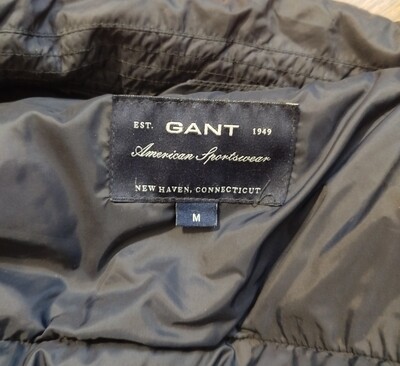 EST. GANT 1949
American Sportswear
NEW HAVEN, CONNECTICUT
M